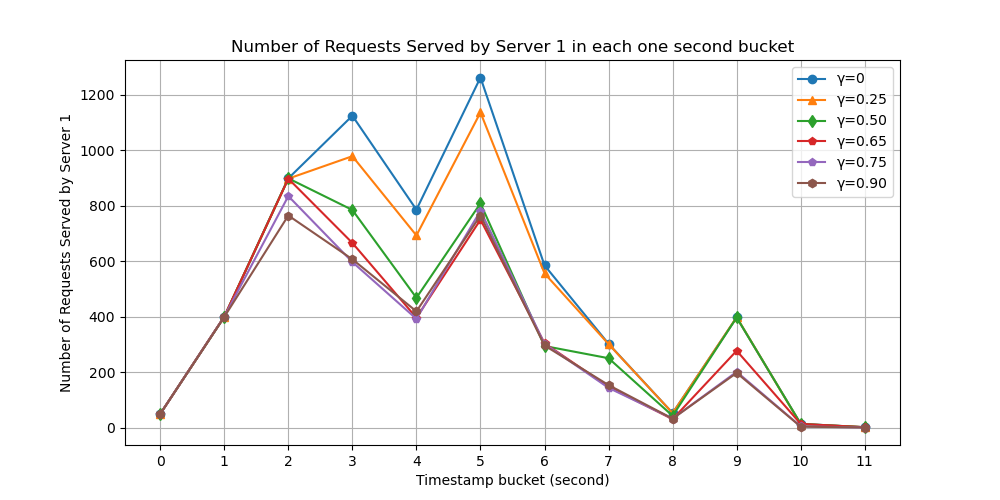 Number of Requests Served by Server 1 in each one second bucket
Number of Requests Served by Server 1
1200
1000
800
600
400
200
0
γ=0
γ=0.25
γ=0.50
γ=0.65
γ=0.75
γ=0.90
0 1 2 3 4 5 6 7 8 9 10 11
Timestamp bucket (second)